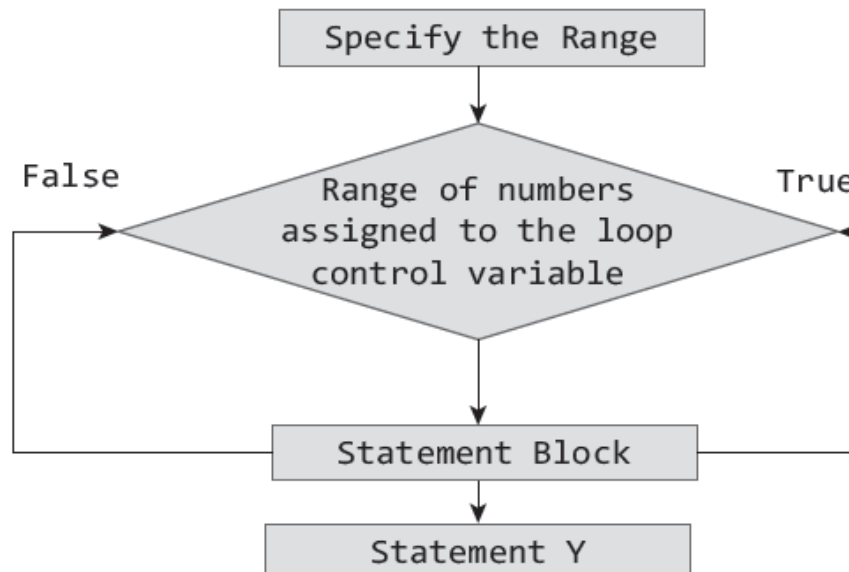 Specify the Range
False
True
Range of numbers
assigned to the loop
control variable
Statement Block
Statement Y